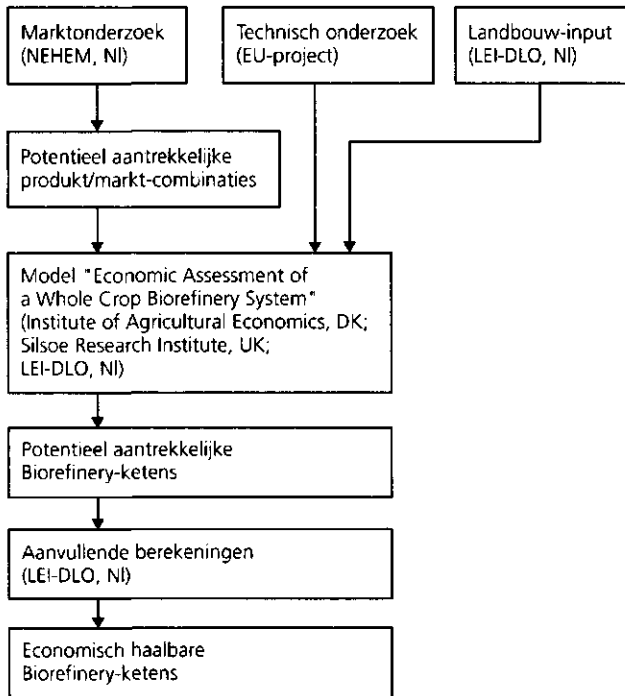 Marktonderzoek
(NEHEM, Nl)
Technisch onderzoek
(EU-project)
Landbouw-input
(LEI-DLO, Nl)
Potentieel aantrekkelijke
produkt/markt-combinaties
Model "Economic Assessment of
a Whole Crop Biorefinery System"
(Institute of Agricultural Economics, DK;
Silsoe Research Institute, UK;
LEI-DLO, Nl)
Potentieel aantrekkelijke
Biorefinery-ketens
Aanvullende berekeningen
(LEI-DLO, Nl)
Economisch haalbare
Biorefinery-ketens